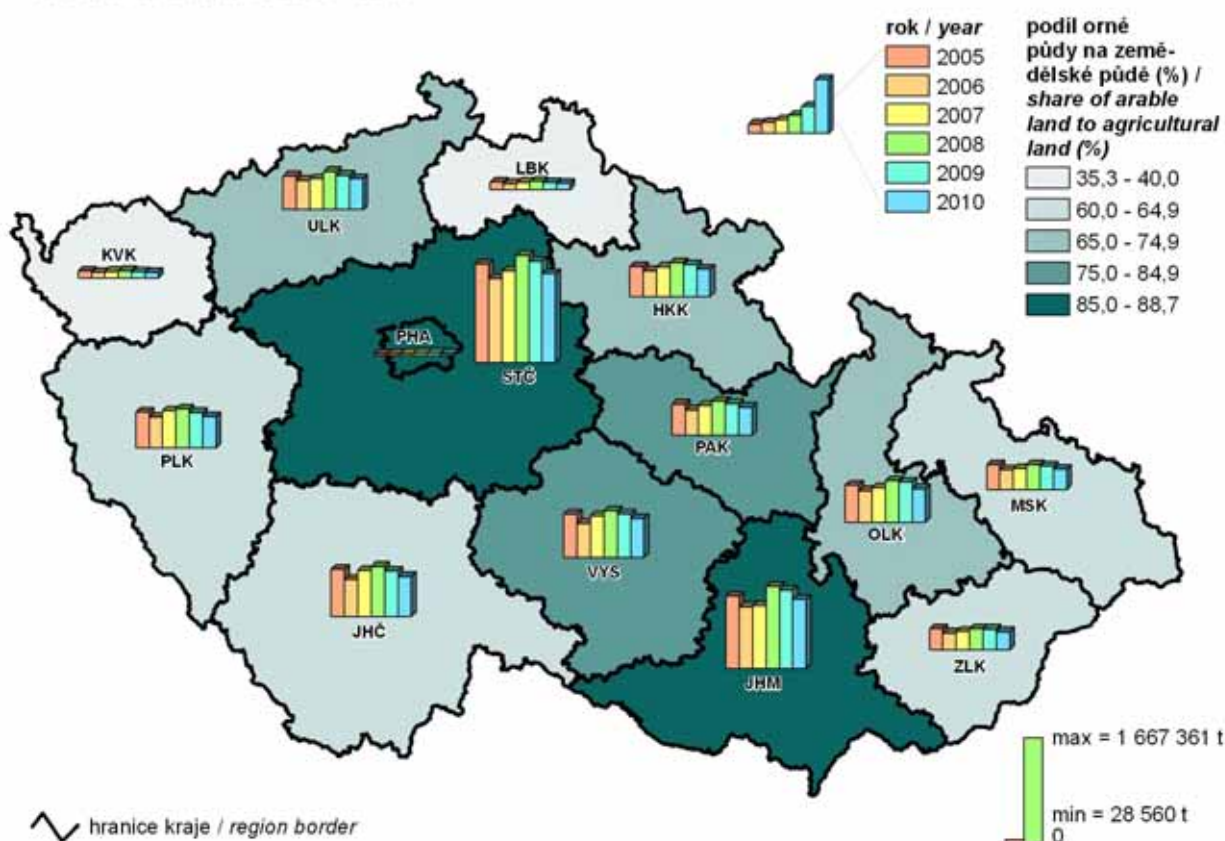 rok / year
2005
2006
2007
2008
2009
2010
podíl orné
půdy na země-
dělské půdě (%) /
share of arable
land to agricultural
land (%)
35,3 - 40,0
60,0 - 64,9
65,0 - 74,9
75,0 - 84,9
85,0 - 88,7
LBK
ULK
KVK
HKK
PHA
STČ
PAK
PLK
MSK
OLK
VYS
JHČ
ZLK
JHM
max = 1 667 361 t
min = 28 560 t
0
hranice kraje / region border